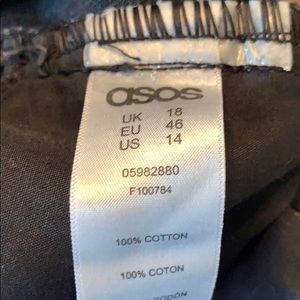 asos
UK 18
EU 46
US 14
05982880
F100784
100% COTTON
100% COTON